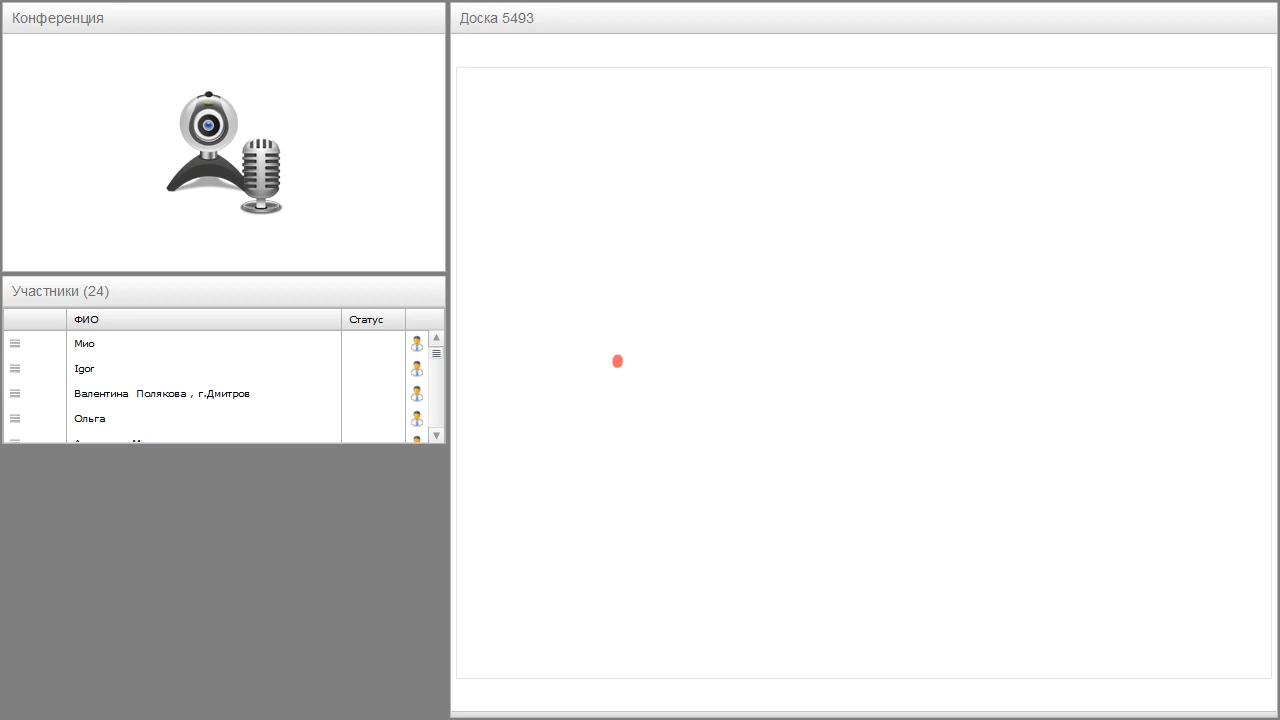 Конференция
Доска 5493
Участники (24)
ФИО Статус
Мио
Igor
Валентина Полякова , г.Дмитров
Ольга